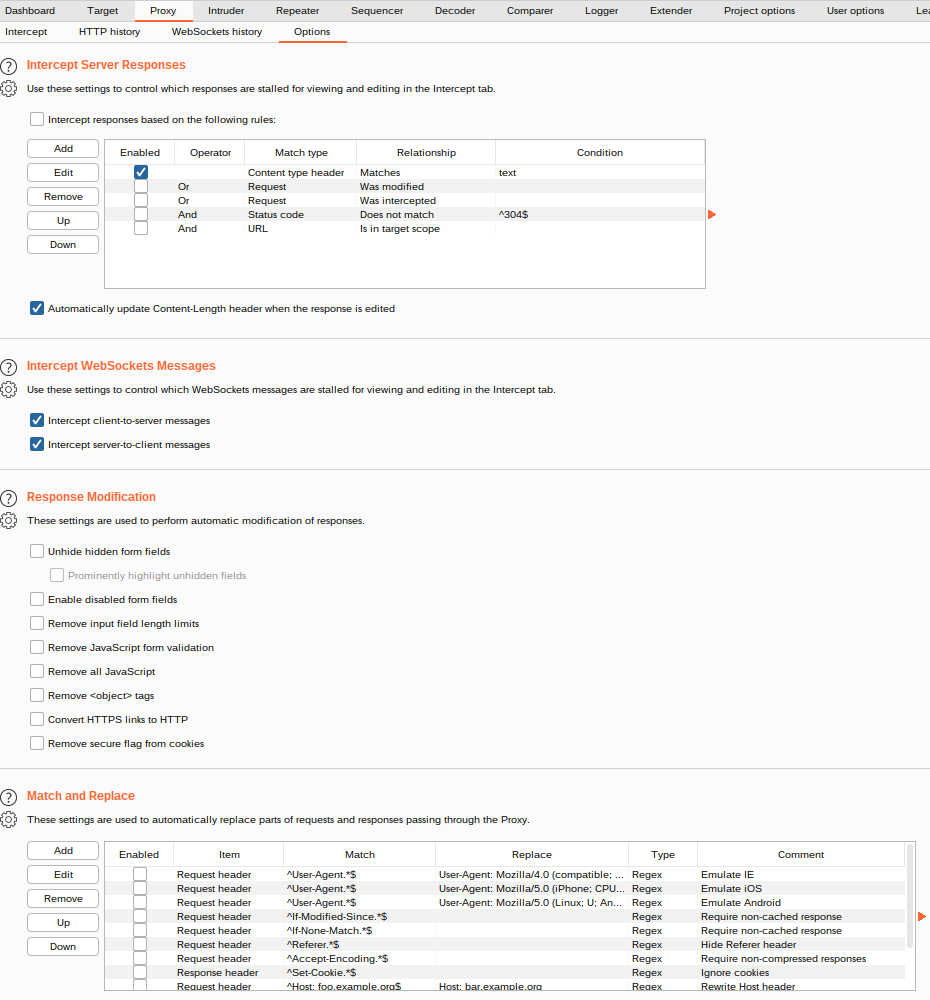 Dashboard Target Proxy Intruder Repeater Sequencer Decoder Comparer Logger Extender Project options User options Lea
Intercept HTTP history WebSockets history Options
? Intercept Server Responses
Use these settings to control which responses are stalled for viewing and editing in the Intercept tab.
Intercept responses based on the following rules:
Add
Edit
Remove
Up
Down
Enabled Operator Match type Relationship Condition
Content type header Matches text
Or Request Was modified
Or Request Was intercepted
And Status code Does not match ^304$
And URL Is in target scope
Automatically update Content-Length header when the response is edited
? Intercept WebSockets Messages
Use these settings to control which WebSockets messages are stalled for viewing and editing in the Intercept tab.
Intercept client-to-server messages
Intercept server-to-client messages
? Response Modification
These settings are used to perform automatic modification of responses.
Unhide hidden form fields
Prominently highlight unhidden fields
Enable disabled form fields
Remove input field length limits
Remove JavaScript form validation
Remove all JavaScript
Remove <object> tags
Convert HTTPS links to HTTP
Remove secure flag from cookies
? Match and Replace
These settings are used to automatically replace parts of requests and responses passing through the Proxy.
Add
Edit
Remove
Up
Down
Enabled Item Match Replace Type Comment
Request header ^User-Agent.*$ User-Agent: Mozilla/4.0 (compatible; ... Regex Emulate IE
Request header ^User-Agent.*$ User-Agent: Mozilla/5.0 (iPhone; CPU... Regex Emulate iOS
Request header ^User-Agent.*$ User-Agent: Mozilla/5.0 (Linux; U; An... Regex Emulate Android
Request header ^If-Modified-Since.*$ Regex Require non-cached response
Request header ^If-None-Match.*$ Regex Require non-cached response
Request header ^Referer.*$ Regex Hide Referer header
Request header ^Accept-Encoding.*$ Regex Require non-compressed responses
Response header ^Set-Cookie.*$ Regex Ignore cookies
Request header ^Host: foo.example.org$ Host: bar.example.org Regex Rewrite Host header